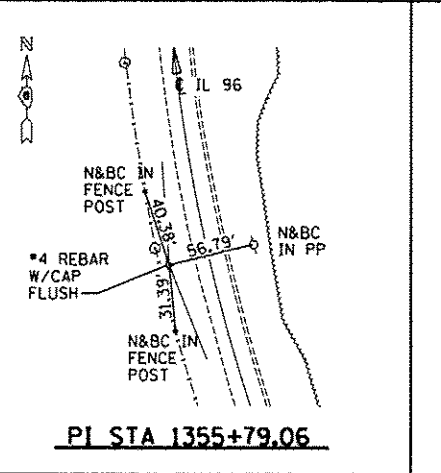 N
℄ IL 96
N&BC IN
FENCE
POST
40.38'
56.79'
N&BC
IN PP
*4 REBAR
W/CAP
FLUSH
31.39'
N&BC IN
FENCE
POST
PI STA 1355+79.06